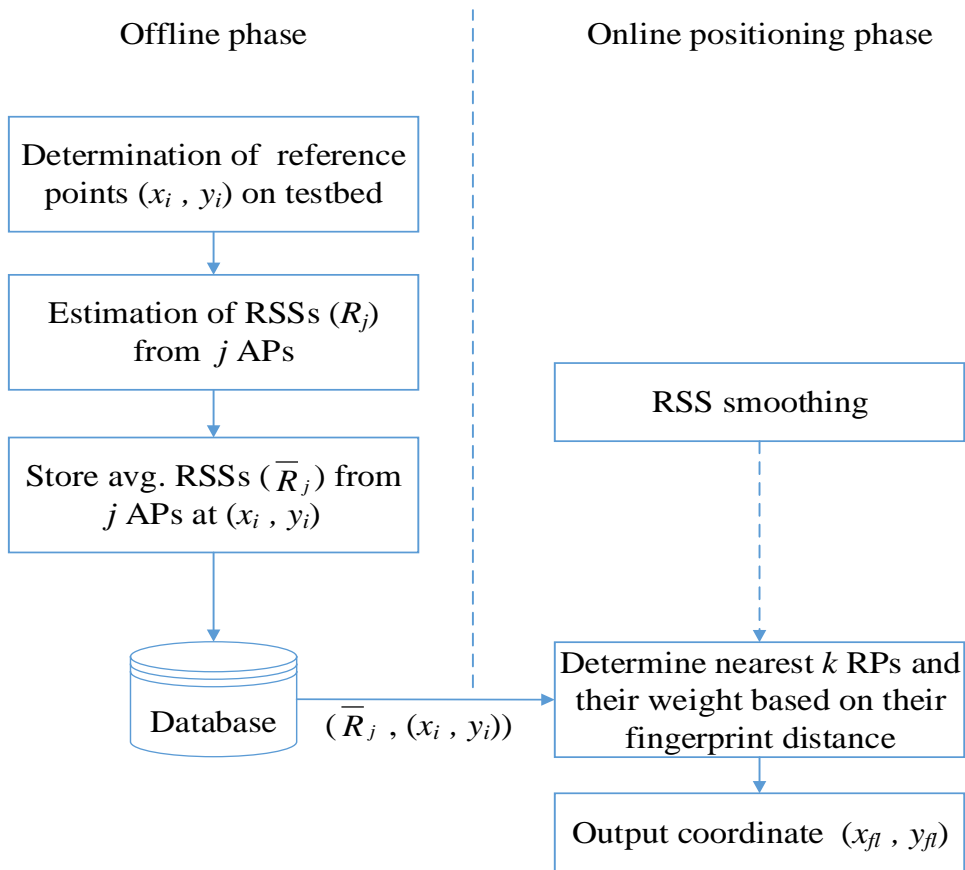 Offline phase
Online positioning phase
Determination of reference
points (xᵢ , yᵢ) on testbed
Estimation of RSSs (Rⱼ)
from j APs
Store avg. RSSs (R̅ⱼ) from
j APs at (xᵢ , yᵢ)
Database
(R̅ⱼ , (xᵢ , yᵢ))
RSS smoothing
Determine nearest k RPs and
their weight based on their
fingerprint distance
Output coordinate (x_fl , y_fl)